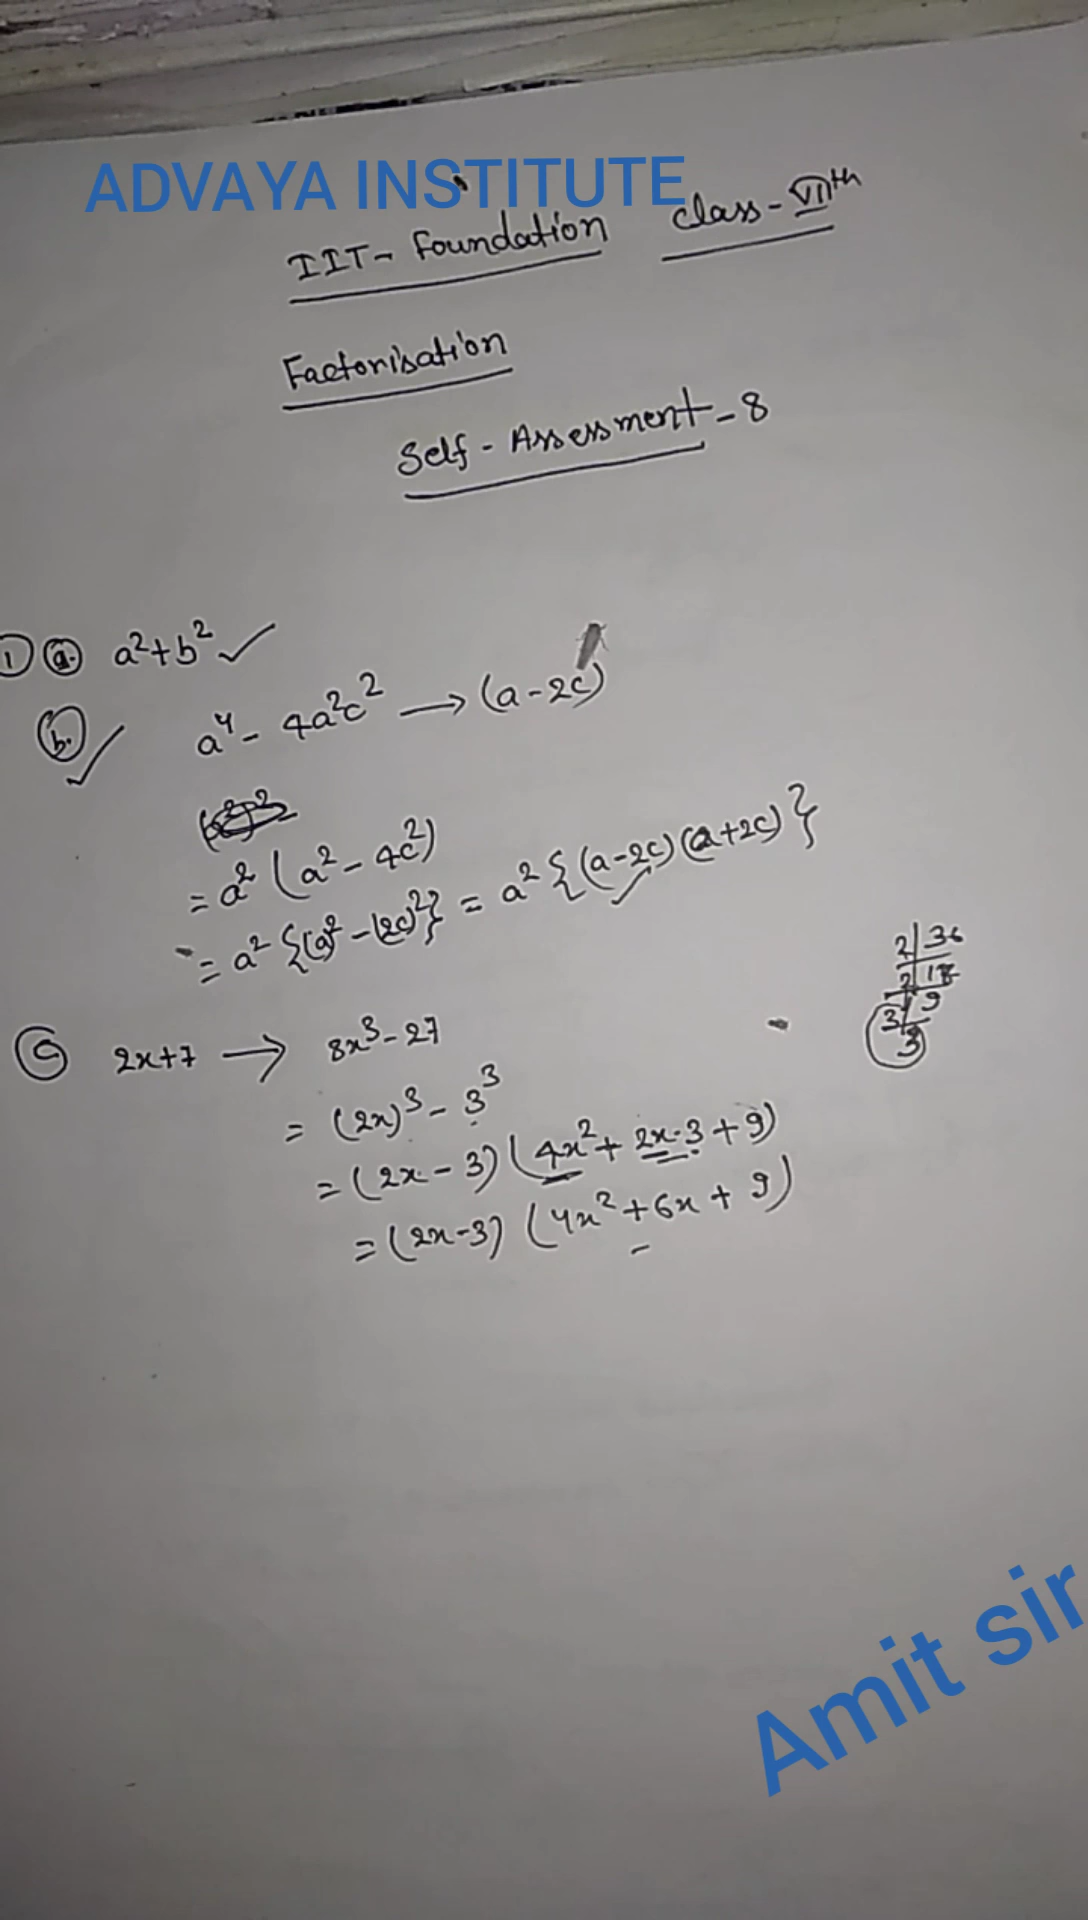 ADVAYA INSTITUTE
IIT- Foundation Class - VIIth
Factorisation
Self - Assessment - 8
① ⓐ. a²+b² ✓
ⓑ. ✓ a⁴ - 4a²c² → (a-2c)
= a² (a² - 4c²)
= a² {(a)² - (2c)²} = a² {(a-2c) (a+2c)}
2 | 36
2 | 18
3 | 9
3
ⓒ 2x+7 → 8x³ - 27
= (2x)³ - 3³
= (2x - 3) (4x² + 2x·3 + 9)
= (2x-3) (4x² + 6x + 9)
Amit sir